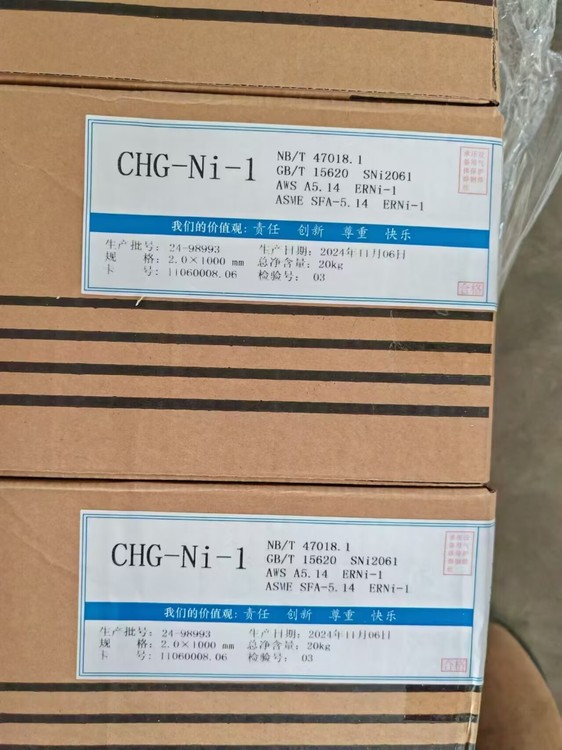 CHG-Ni-1
NB/T 47018.1
GB/T 15620 SNi2061
AWS A5.14 ERNi-1
ASME SFA-5.14 ERNi-1
我们的价值观: 责任 创新 尊重 快乐
生产批号: 24-98993 生产日期: 2024年11月06日
规 格: 2.0×1000 mm 总净含量: 20kg
卡 号: 11060008.06 检验号: 03
合格
CHG-Ni-1
NB/T 47018.1
GB/T 15620 SNi2061
AWS A5.14 ERNi-1
ASME SFA-5.14 ERNi-1
我们的价值观: 责任 创新 尊重 快乐
生产批号: 24-98993 生产日期: 2024年11月06日
规 格: 2.0×1000 mm 总净含量: 20kg
卡 号: 11060008.06 检验号: 03
合格